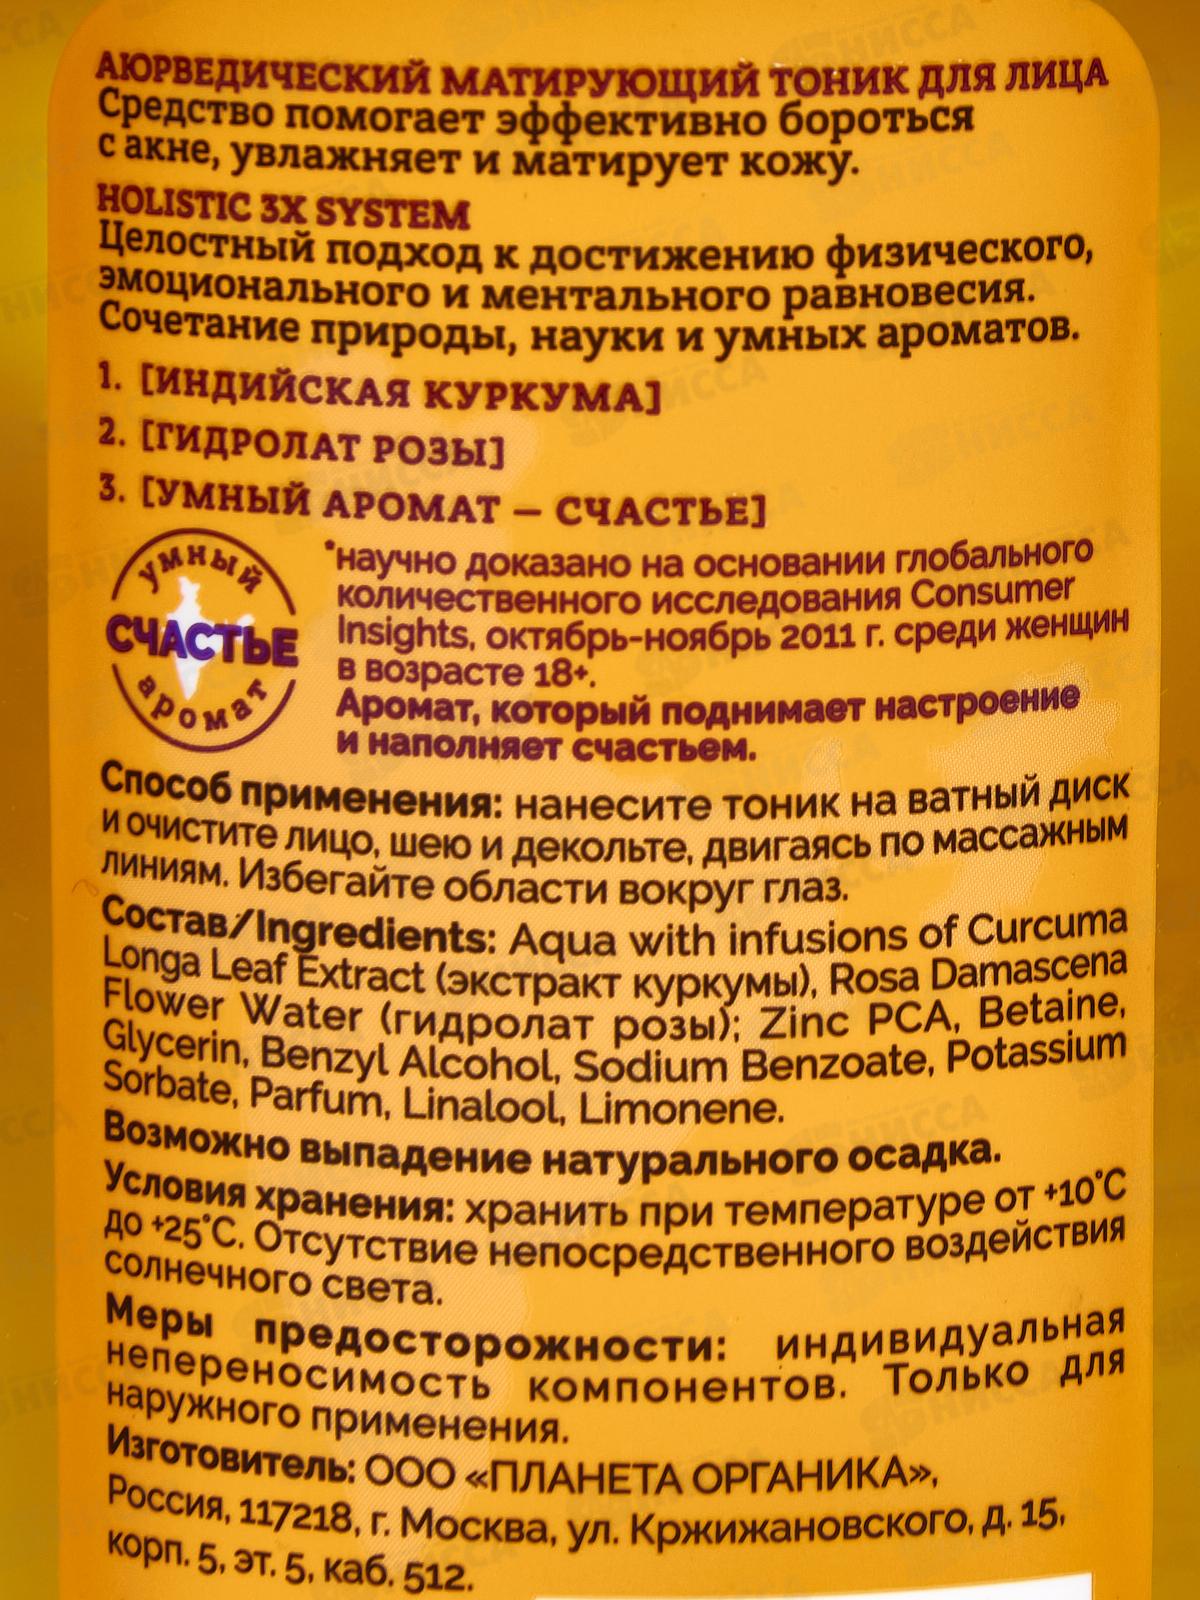 АЮРВЕДИЧЕСКИЙ МАТИРУЮЩИЙ ТОНИК ДЛЯ ЛИЦА
Средство помогает эффективно бороться
с акне, увлажняет и матирует кожу.
HOLISTIC 3X SYSTEM
Целостный подход к достижению физического,
эмоционального и ментального равновесия.
Сочетание природы, науки и умных ароматов.
1. [ИНДИЙСКАЯ КУРКУМА]
2. [ГИДРОЛАТ РОЗЫ]
3. [УМНЫЙ АРОМАТ – СЧАСТЬЕ]
умный
СЧАСТЬЕ
аромат
*научно доказано на основании глобального
количественного исследования Consumer
Insights, октябрь-ноябрь 2011 г. среди женщин
в возрасте 18+.
Аромат, который поднимает настроение
и наполняет счастьем.
Способ применения: нанесите тоник на ватный диск
и очистите лицо, шею и декольте, двигаясь по массажным
линиям. Избегайте области вокруг глаз.
Состав/Ingredients: Aqua with infusions of Curcuma
Longa Leaf Extract (экстракт куркумы), Rosa Damascena
Flower Water (гидролат розы); Zinc PCA, Betaine,
Glycerin, Benzyl Alcohol, Sodium Benzoate, Potassium
Sorbate, Parfum, Linalool, Limonene.
Возможно выпадение натурального осадка.
Условия хранения: хранить при температуре от +10°С
до +25°С. Отсутствие непосредственного воздействия
солнечного света.
Меры предосторожности: индивидуальная
непереносимость компонентов. Только для
наружного применения.
Изготовитель: ООО «ПЛАНЕТА ОРГАНИКА»,
Россия, 117218, г. Москва, ул. Кржижановского, д. 15,
корп. 5, эт. 5, каб. 512.